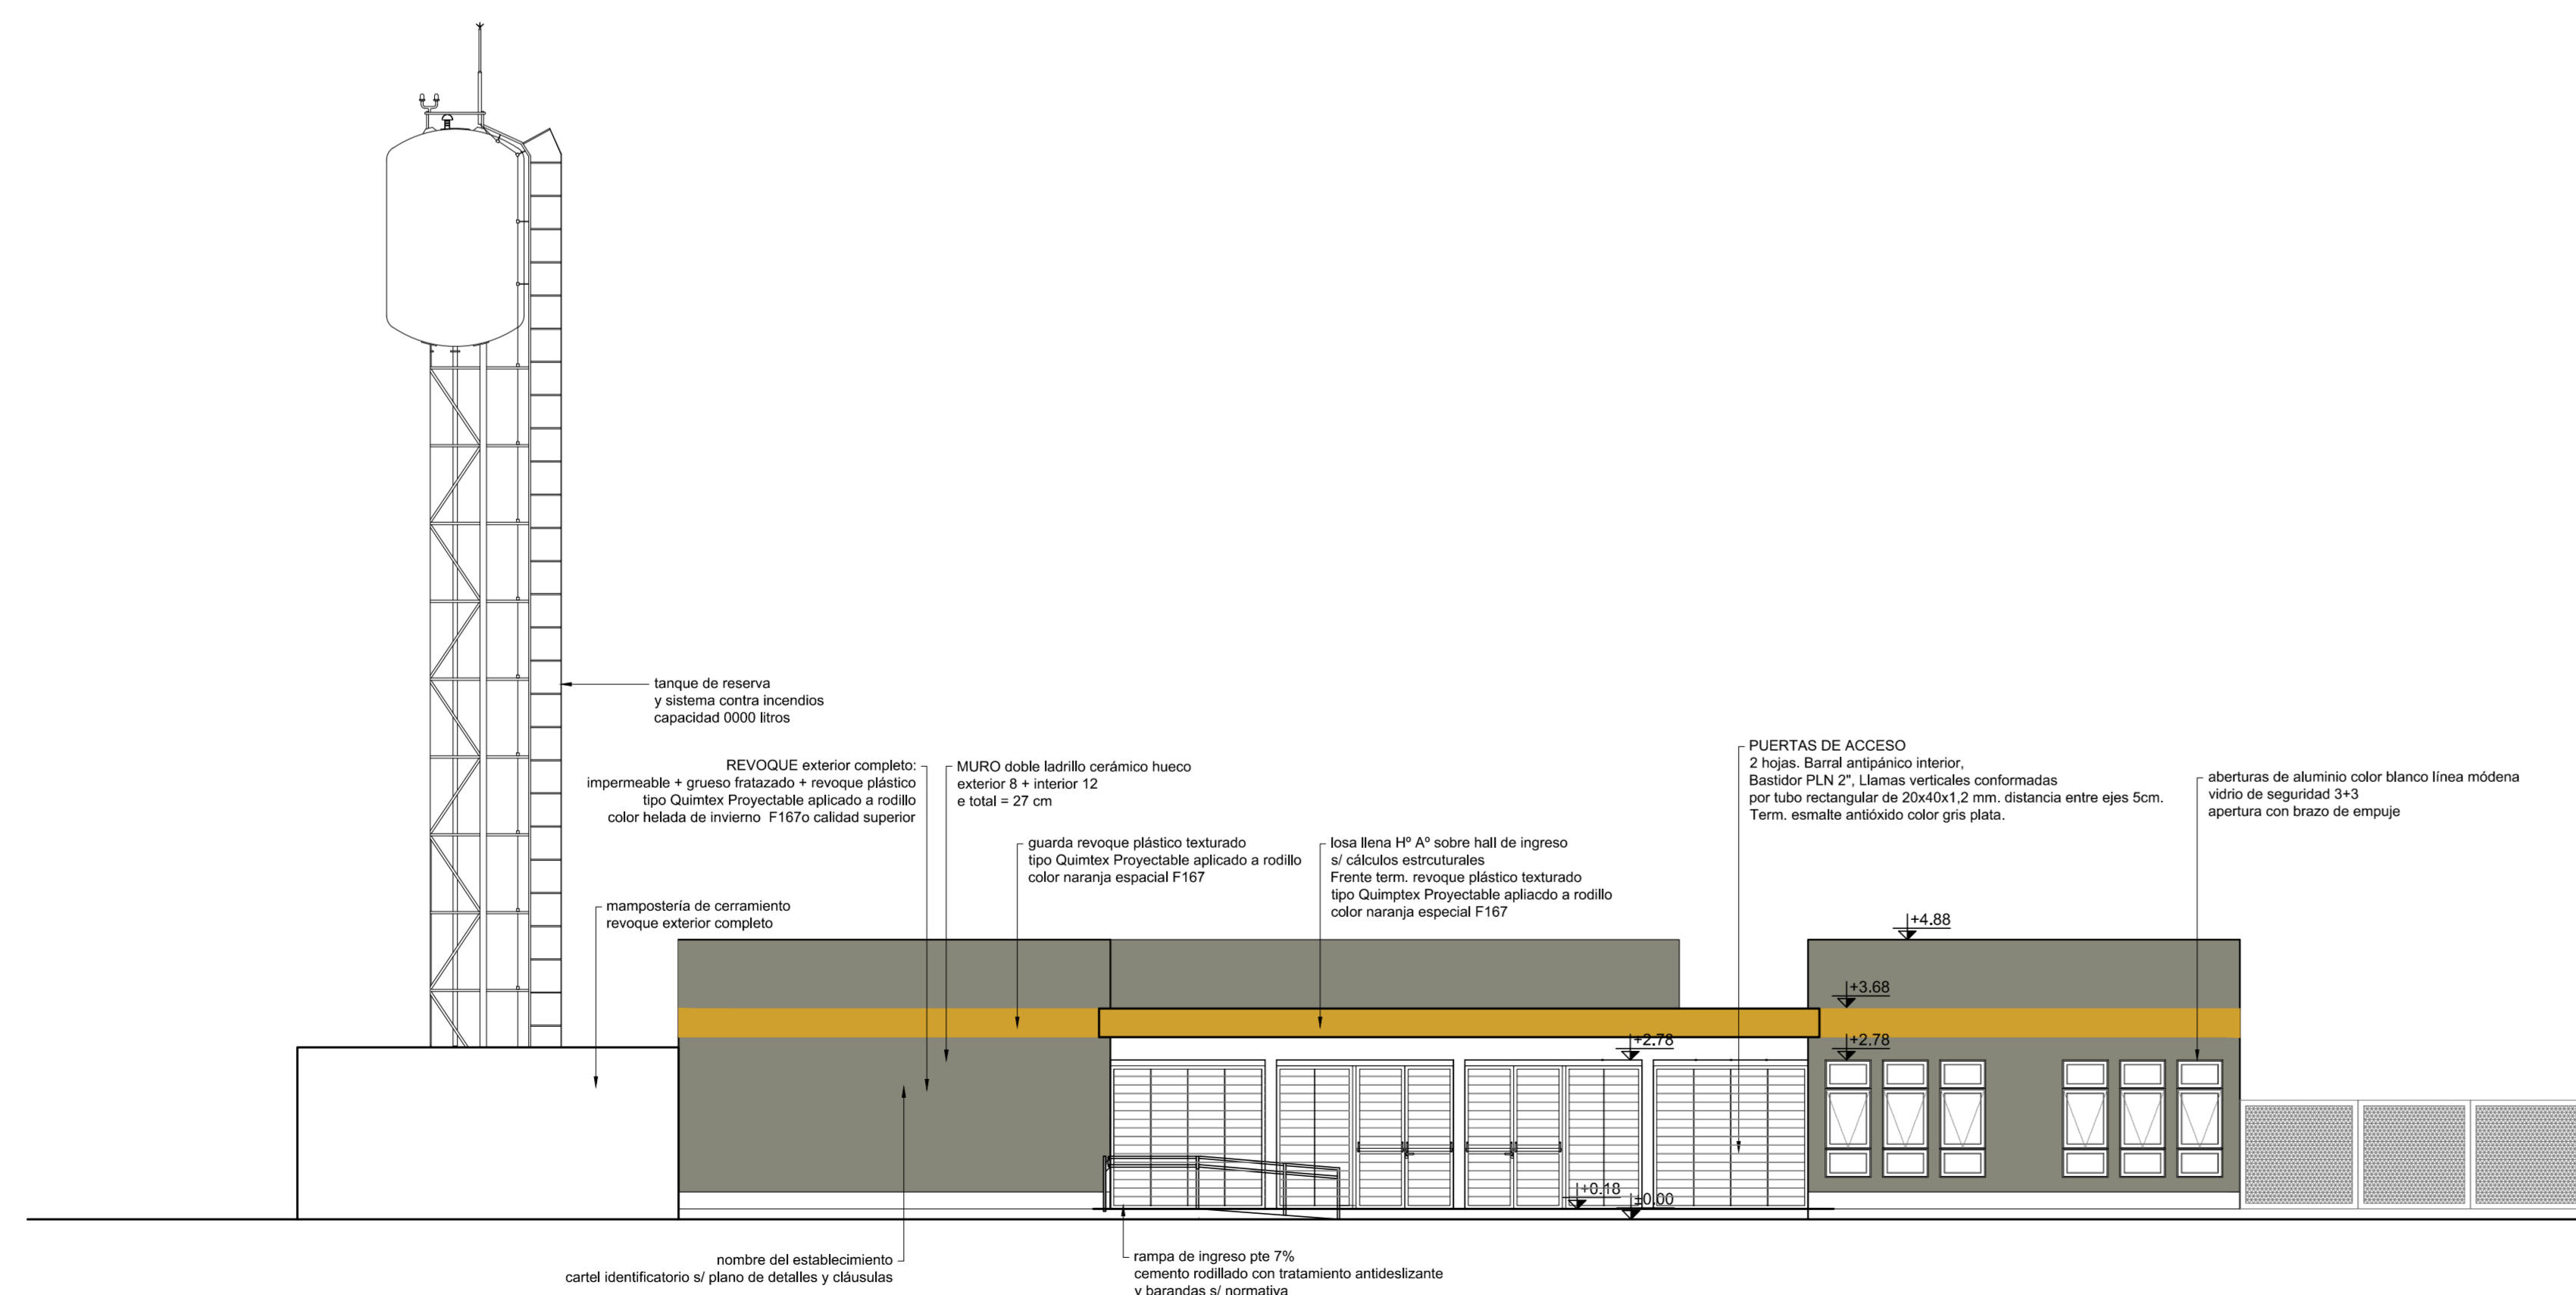 tanque de reserva
y sistema contra incendios
capacidad 0000 litros
REVOQUE exterior completo:
impermeable + grueso fratazado + revoque plástico
tipo Quimtex Proyectable aplicado a rodillo
color helada de invierno F167o calidad superior
MURO doble ladrillo cerámico hueco
exterior 8 + interior 12
e total = 27 cm
PUERTAS DE ACCESO
2 hojas. Barral antipánico interior,
Bastidor PLN 2", Llamas verticales conformadas
por tubo rectangular de 20x40x1,2 mm. distancia entre ejes 5cm.
Term. esmalte antióxido color gris plata.
aberturas de aluminio color blanco línea módena
vidrio de seguridad 3+3
apertura con brazo de empuje
guarda revoque plástico texturado
tipo Quimtex Proyectable aplicado a rodillo
color naranja espacial F167
losa llena Hº Aº sobre hall de ingreso
s/ cálculos estrcuturales
Frente term. revoque plástico texturado
tipo Quimptex Proyectable apliacdo a rodillo
color naranja especial F167
mampostería de cerramiento
revoque exterior completo
+4.88
+3.68
+2.78
+2.78
+0.18
±0.00
nombre del establecimiento
cartel identificatorio s/ plano de detalles y cláusulas
rampa de ingreso pte 7%
cemento rodillado con tratamiento antideslizante
y barandas s/ normativa